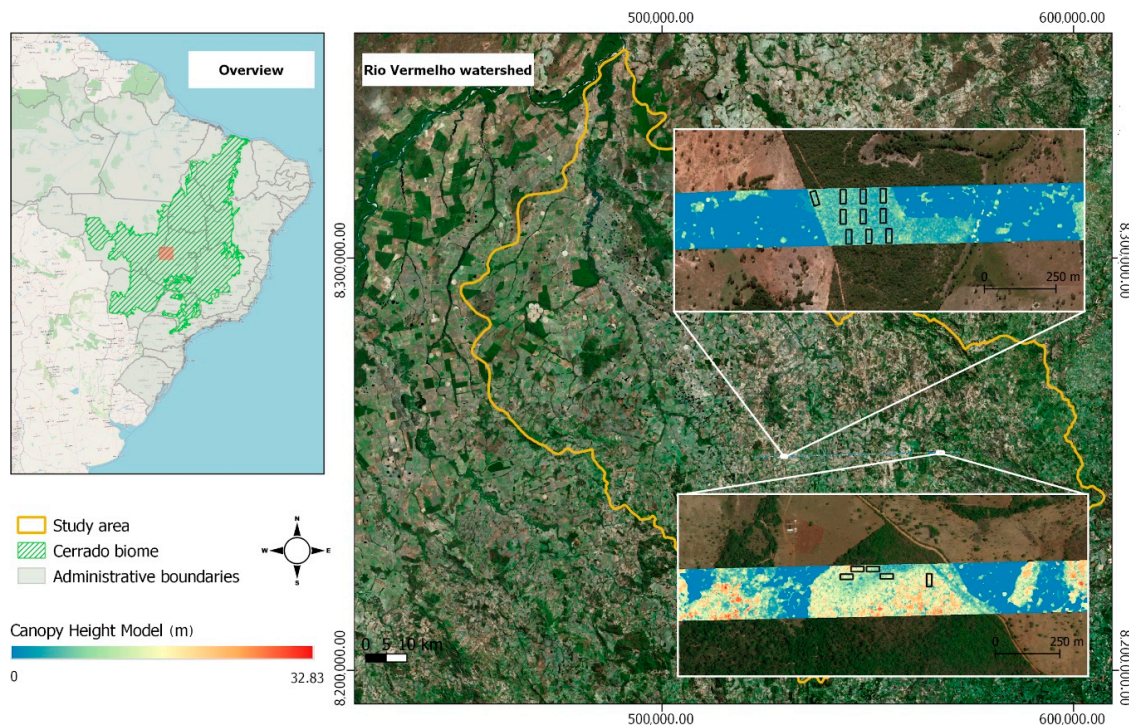 500,000.00
600,000.00
Overview
Rio Vermelho watershed
8.300,000.00
8.300,000.00
0
250 m
Study area
Cerrado biome
Administrative boundaries
N
W
E
S
Canopy Height Model (m)
0
32.83
0 5 10 km
0
250 m
8.200,000.00
8.200,000.00
500,000.00
600,000.00